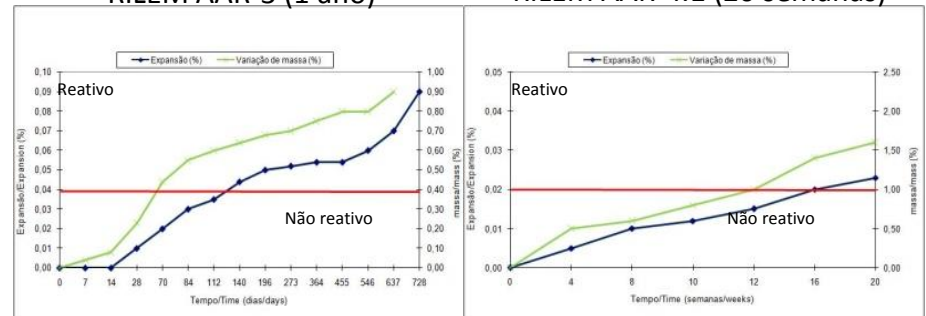 Expansão (%) Variação de massa (%)
0,10
0,09
0,08
0,07
0,06
0,05
0,04
0,03
0,02
0,01
0,00
Expansão/Expansion (%)
Reativo
Não reativo
1,00
0,90
0,80
0,70
0,60
0,50
0,40
0,30
0,20
0,10
0,00
massa/mass (%)
0 7 14 28 70 84 112 140 196 273 364 455 546 637 728
Tempo/Time (dias/days)
Expansão (%) Variação de massa (%)
0,05
0,04
0,03
0,02
0,01
0,00
Expansão/Expansion (%)
Reativo
Não reativo
2,50
2,00
1,50
1,00
0,50
0,00
massa/mass (%)
0 4 8 12 16 20
Tempo/Time (semanas/weeks)